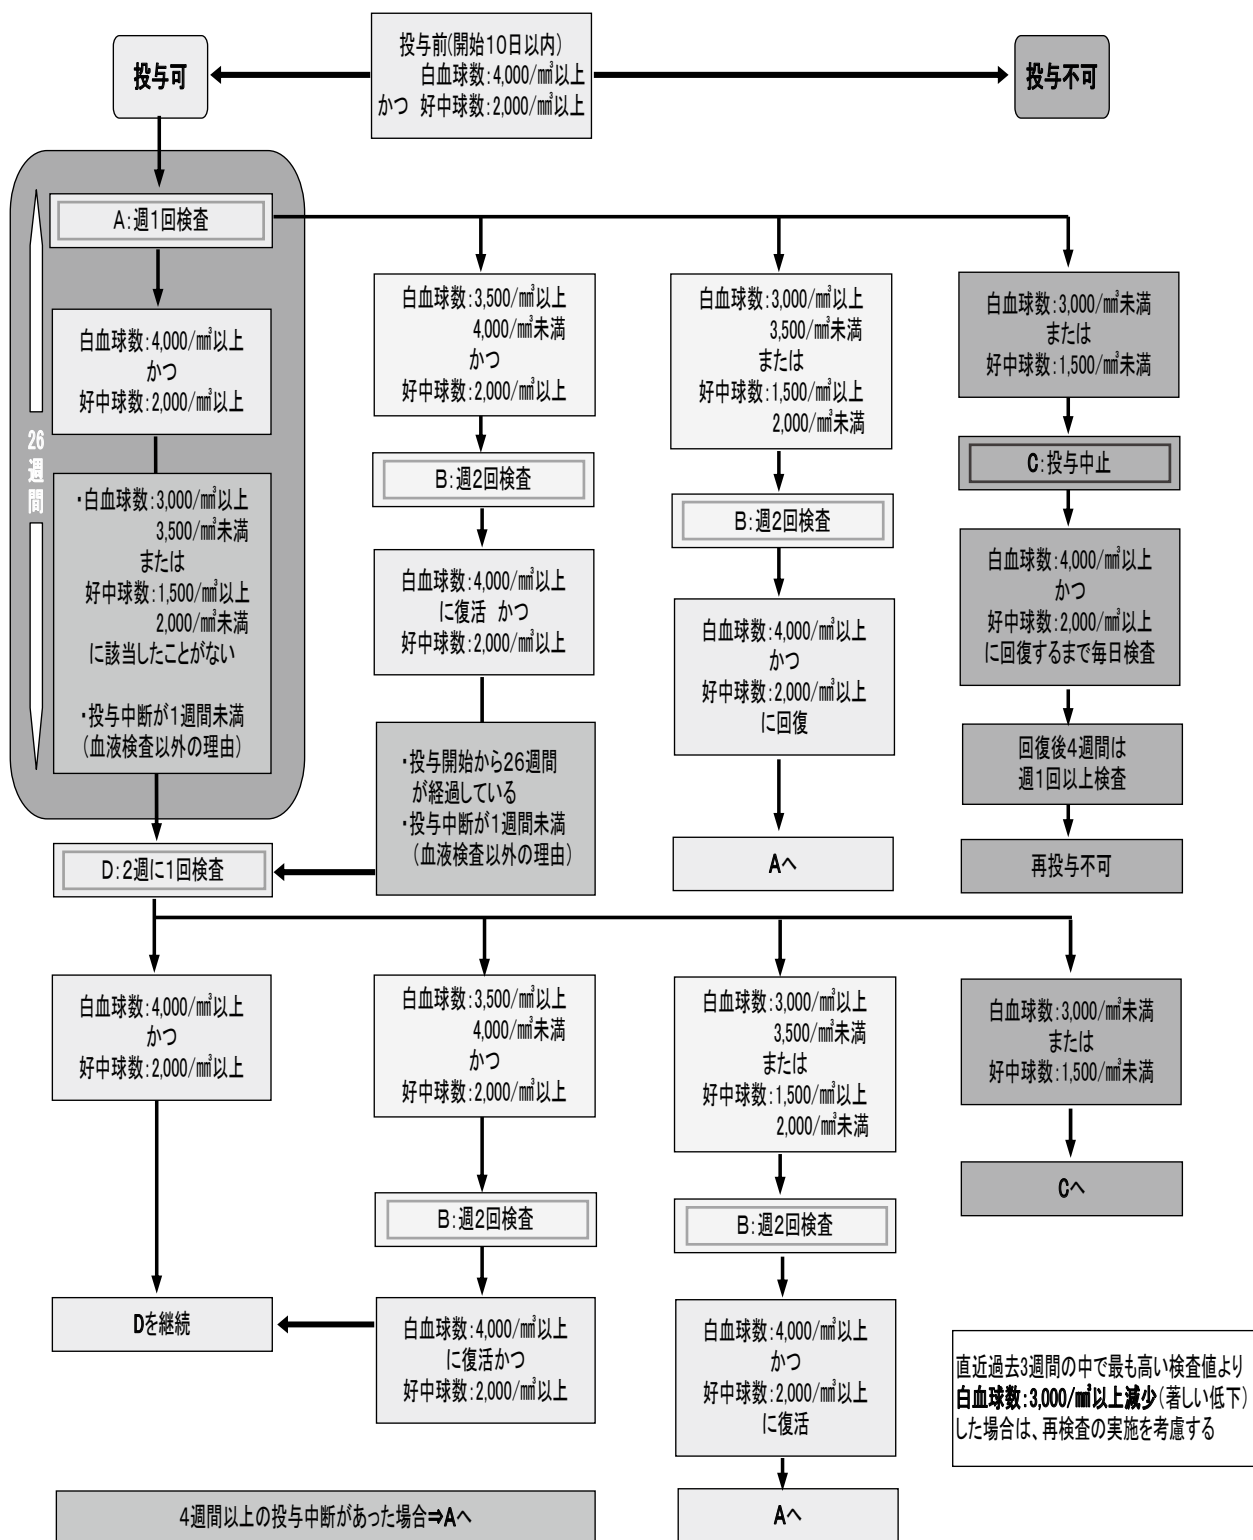 投与可
投与前(開始10日以内)
白血球数:4,000/㎣以上
かつ 好中球数:2,000/㎣以上
投与不可
26週間
A:週1回検査
白血球数:4,000/㎣以上
かつ
好中球数:2,000/㎣以上
・白血球数:3,000/㎣以上
3,500/㎣未満
または
好中球数:1,500/㎣以上
2,000/㎣未満
に該当したことがない
・投与中断が1週間未満
(血液検査以外の理由)
白血球数:3,500/㎣以上
4,000/㎣未満
かつ
好中球数:2,000/㎣以上
B:週2回検査
白血球数:4,000/㎣以上
に復活 かつ
好中球数:2,000/㎣以上
・投与開始から26週間
が経過している
・投与中断が1週間未満
(血液検査以外の理由)
白血球数:3,000/㎣以上
3,500/㎣未満
または
好中球数:1,500/㎣以上
2,000/㎣未満
B:週2回検査
白血球数:4,000/㎣以上
かつ
好中球数:2,000/㎣以上
に回復
Aへ
白血球数:3,000/㎣未満
または
好中球数:1,500/㎣未満
C:投与中止
白血球数:4,000/㎣以上
かつ
好中球数:2,000/㎣以上
に回復するまで毎日検査
回復後4週間は
週1回以上検査
再投与不可
D:2週に1回検査
白血球数:4,000/㎣以上
かつ
好中球数:2,000/㎣以上
Dを継続
白血球数:3,500/㎣以上
4,000/㎣未満
かつ
好中球数:2,000/㎣以上
B:週2回検査
白血球数:4,000/㎣以上
に復活かつ
好中球数:2,000/㎣以上
白血球数:3,000/㎣以上
3,500/㎣未満
または
好中球数:1,500/㎣以上
2,000/㎣未満
B:週2回検査
白血球数:4,000/㎣以上
かつ
好中球数:2,000/㎣以上
に復活
Aへ
白血球数:3,000/㎣未満
または
好中球数:1,500/㎣未満
Cへ
直近過去3週間の中で最も高い検査値より
白血球数:3,000/㎣以上減少(著しい低下)
した場合は、再検査の実施を考慮する
4週間以上の投与中断があった場合⇒Aへ